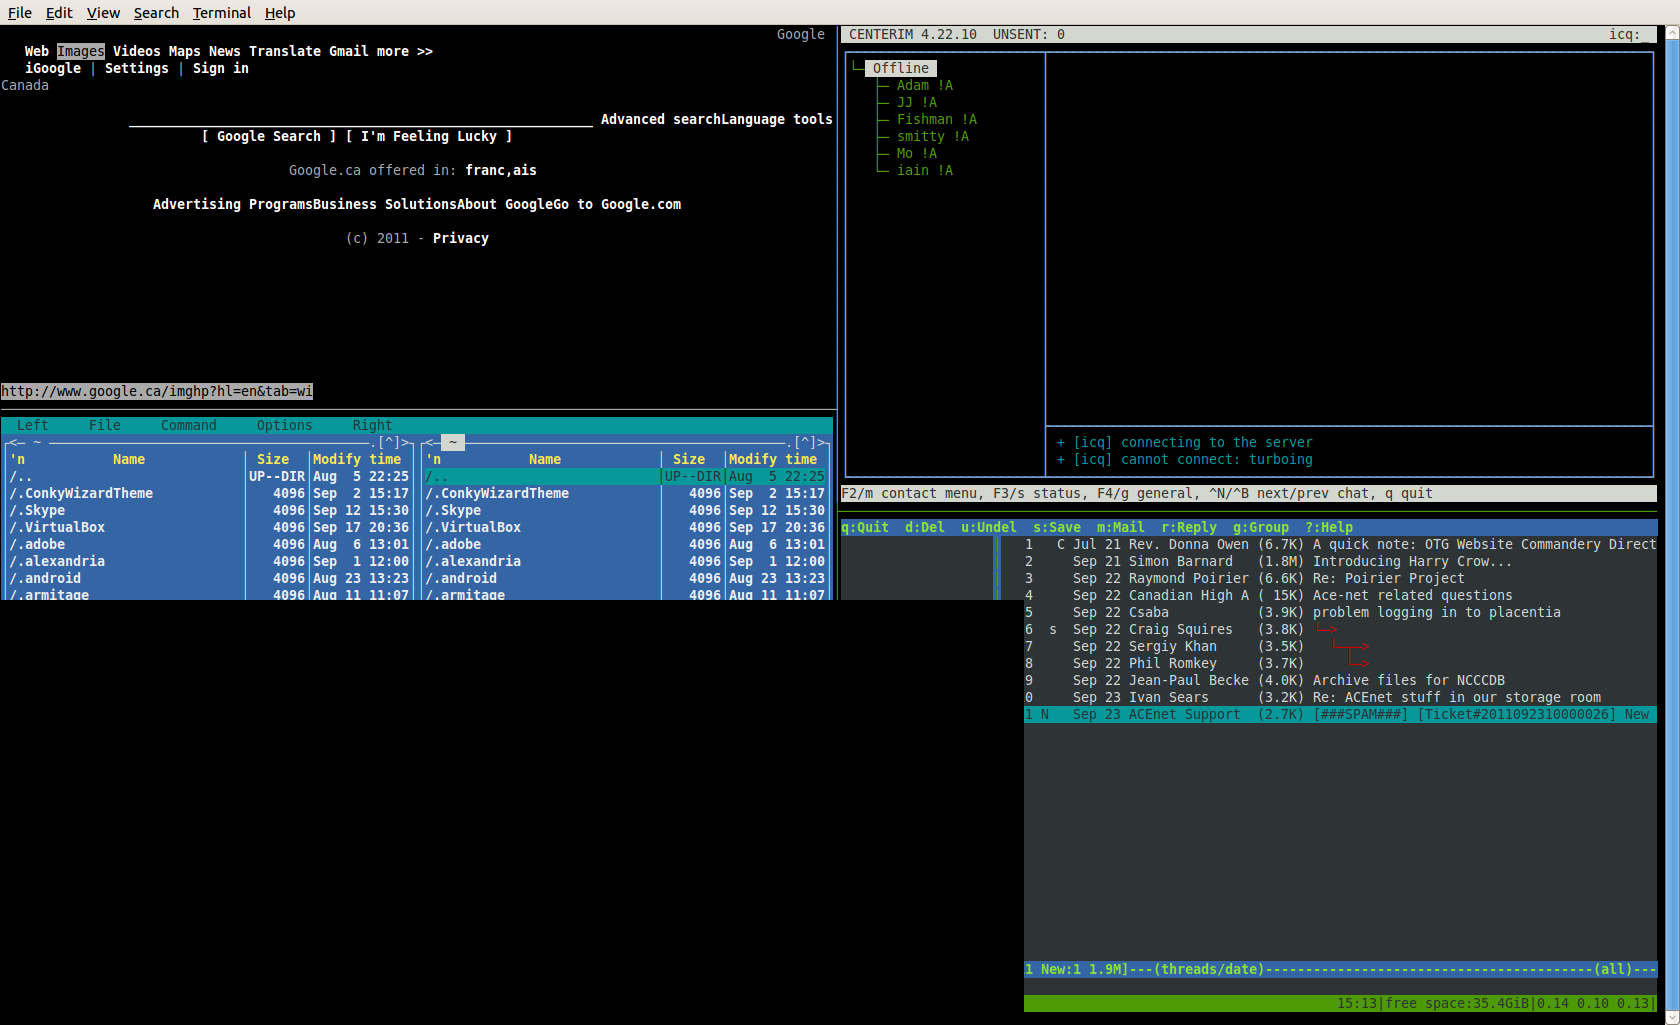 File Edit View Search Terminal Help
Google
Web Images Videos Maps News Translate Gmail more >>
iGoogle | Settings | Sign in
Canada
Advanced searchLanguage tools
[ Google Search ] [ I'm Feeling Lucky ]
Google.ca offered in: franc,ais
Advertising ProgramsBusiness SolutionsAbout GoogleGo to Google.com
(c) 2011 - Privacy
http://www.google.ca/imghp?hl=en&tab=wi
CENTERIM 4.22.10 UNSENT: 0 icq:_
Offline
Adam !A
JJ !A
Fishman !A
smitty !A
Mo !A
iain !A
+ [icq] connecting to the server
+ [icq] cannot connect: turboing
F2/m contact menu, F3/s status, F4/g general, ^N/^B next/prev chat, q quit
Left File Command Options Right
<— ~ .[^]> <— ~ .[^]>
'n Name Size Modify time 'n Name Size Modify time
/.. UP--DIR Aug 5 22:25 /.. UP--DIR Aug 5 22:25
/.ConkyWizardTheme 4096 Sep 2 15:17 /.ConkyWizardTheme 4096 Sep 2 15:17
/.Skype 4096 Sep 12 15:30 /.Skype 4096 Sep 12 15:30
/.VirtualBox 4096 Sep 17 20:36 /.VirtualBox 4096 Sep 17 20:36
/.adobe 4096 Aug 6 13:01 /.adobe 4096 Aug 6 13:01
/.alexandria 4096 Sep 1 12:00 /.alexandria 4096 Sep 1 12:00
/.android 4096 Aug 23 13:23 /.android 4096 Aug 23 13:23
/.armitage 4096 Aug 11 11:07 /.armitage 4096 Aug 11 11:07
q:Quit d:Del u:Undel s:Save m:Mail r:Reply g:Group ?:Help
1 C Jul 21 Rev. Donna Owen (6.7K) A quick note: OTG Website Commandery Direct
2 Sep 21 Simon Barnard (1.8M) Introducing Harry Crow...
3 Sep 22 Raymond Poirier (6.6K) Re: Poirier Project
4 Sep 22 Canadian High A ( 15K) Ace-net related questions
5 Sep 22 Csaba (3.9K) problem logging in to placentia
6 s Sep 22 Craig Squires (3.8K) └─>
7 Sep 22 Sergiy Khan (3.5K) └─>
8 Sep 22 Phil Romkey (3.7K) └─>
9 Sep 22 Jean-Paul Becke (4.0K) Archive files for NCCCDB
0 Sep 23 Ivan Sears (3.2K) Re: ACEnet stuff in our storage room
1 N Sep 23 ACEnet Support (2.7K) [###SPAM###] [Ticket#2011092310000026] New
1 New:1 1.9M]---(threads/date)-----------------------------------------(all)---
15:13|free space:35.4GiB|0.14 0.10 0.13|